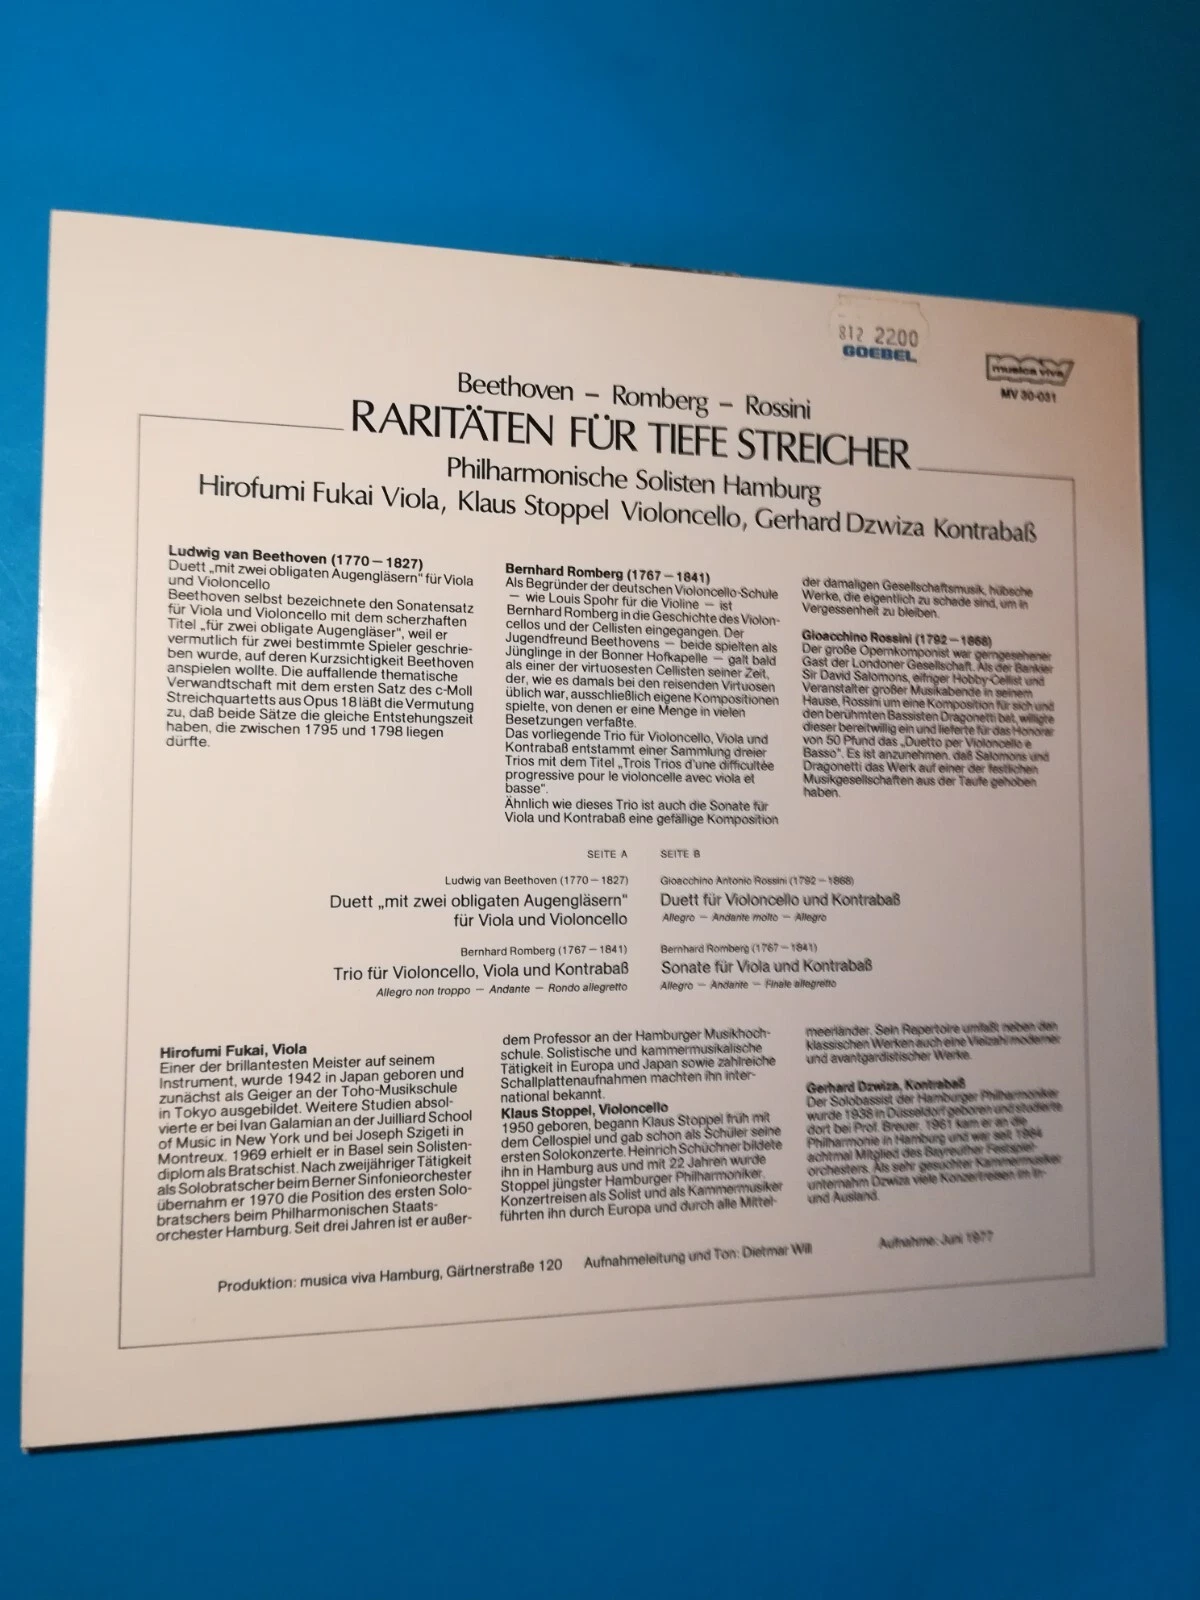 812 2200
GOEBEL
musica viva
MV 30-031
Beethoven – Romberg – Rossini
RARITÄTEN FÜR TIEFE STREICHER
Philharmonische Solisten Hamburg
Hirofumi Fukai Viola, Klaus Stoppel Violoncello, Gerhard Dzwiza Kontrabaß
Ludwig van Beethoven (1770 – 1827)
Duett „mit zwei obligaten Augengläsern" für Viola
und Violoncello
Beethoven selbst bezeichnete den Sonatensatz
für Viola und Violoncello mit dem scherzhaften
Titel „für zwei obligate Augengläser", weil er
vermutlich für zwei bestimmte Spieler geschrie-
ben wurde, auf deren Kurzsichtigkeit Beethoven
anspielen wollte. Die auffallende thematische
Verwandtschaft mit dem ersten Satz des c-Moll
Streichquartetts aus Opus 18 läßt die Vermutung
zu, daß beide Sätze die gleiche Entstehungszeit
haben, die zwischen 1795 und 1798 liegen
dürfte.
Bernhard Romberg (1767 – 1841)
Als Begründer der deutschen Violoncello-Schule
– wie Louis Spohr für die Violine – ist
Bernhard Romberg in die Geschichte des Violon-
cellos und der Cellisten eingegangen. Der
Jugendfreund Beethovens – beide spielten als
Jünglinge in der Bonner Hofkapelle – galt bald
als einer der virtuosesten Cellisten seiner Zeit,
der, wie es damals bei den reisenden Virtuosen
üblich war, ausschließlich eigene Kompositionen
spielte, von denen er eine Menge in vielen
Besetzungen verfaßte.
Das vorliegende Trio für Violoncello, Viola und
Kontrabaß entstammt einer Sammlung dreier
Trios mit dem Titel „Trois Trios d'une difficultée
progressive pour le violoncelle avec viola et
basse".
Ähnlich wie dieses Trio ist auch die Sonate für
Viola und Kontrabaß eine gefällige Komposition
der damaligen Gesellschaftsmusik, hübsche
Werke, die eigentlich zu schade sind, um in
Vergessenheit zu bleiben.
Gioacchino Rossini (1792 – 1868)
Der große Opernkomponist war gerngesehener
Gast der Londoner Gesellschaft. Als der Bankier
Sir David Salomons, eifriger Hobby-Cellist und
Veranstalter großer Musikabende in seinem
Hause, Rossini um eine Komposition für sich und
den berühmten Bassisten Dragonetti bat, willigte
dieser bereitwillig ein und lieferte für das Honorar
von 50 Pfund das „Duetto per Violoncello e
Basso". Es ist anzunehmen, daß Salomons und
Dragonetti das Werk auf einer der festlichen
Musikgesellschaften aus der Taufe gehoben
haben.
SEITE A
Ludwig van Beethoven (1770 – 1827)
Duett „mit zwei obligaten Augengläsern"
für Viola und Violoncello
Bernhard Romberg (1767 – 1841)
Trio für Violoncello, Viola und Kontrabaß
Allegro non troppo – Andante – Rondo allegretto
SEITE B
Gioacchino Antonio Rossini (1792 – 1868)
Duett für Violoncello und Kontrabaß
Allegro – Andante molto – Allegro
Bernhard Romberg (1767 – 1841)
Sonate für Viola und Kontrabaß
Allegro – Andante – Finale allegretto
Hirofumi Fukai, Viola
Einer der brillantesten Meister auf seinem
Instrument, wurde 1942 in Japan geboren und
zunächst als Geiger an der Toho-Musikschule
in Tokyo ausgebildet. Weitere Studien absol-
vierte er bei Ivan Galamian an der Juilliard School
of Music in New York und bei Joseph Szigeti in
Montreux. 1969 erhielt er in Basel sein Solisten-
diplom als Bratschist. Nach zweijähriger Tätigkeit
als Solobratscher beim Berner Sinfonieorchester
übernahm er 1970 die Position des ersten Solo-
bratschers beim Philharmonischen Staats-
orchester Hamburg. Seit drei Jahren ist er außer-
dem Professor an der Hamburger Musikhoch-
schule. Solistische und kammermusikalische
Tätigkeit in Europa und Japan sowie zahlreiche
Schallplattenaufnahmen machten ihn inter-
national bekannt.
Klaus Stoppel, Violoncello
1950 geboren, begann Klaus Stoppel früh mit
dem Cellospiel und gab schon als Schüler seine
ersten Solokonzerte. Heinrich Schüchner bildete
ihn in Hamburg aus und mit 22 Jahren wurde
Stoppel jüngster Hamburger Philharmoniker.
Konzertreisen als Solist und als Kammermusiker
führten ihn durch Europa und durch alle Mittel-
meerländer. Sein Repertoire umfaßt neben den
klassischen Werken auch eine Vielzahl moderner
und avantgardistischer Werke.
Gerhard Dzwiza, Kontrabaß
Der Solobassist der Hamburger Philharmoniker
wurde 1938 in Düsseldorf geboren und studierte
dort bei Prof. Breuer. 1961 kam er an die
Philharmonie in Hamburg und war seit 1964
achtmal Mitglied des Bayreuther Festspiel-
orchesters. Als sehr gesuchter Kammermusiker
unternahm Dzwiza viele Konzertreisen im In-
und Ausland.
Produktion: musica viva Hamburg, Gärtnerstraße 120
Aufnahmeleitung und Ton: Dietmar Will
Aufnahme: Juni 1977